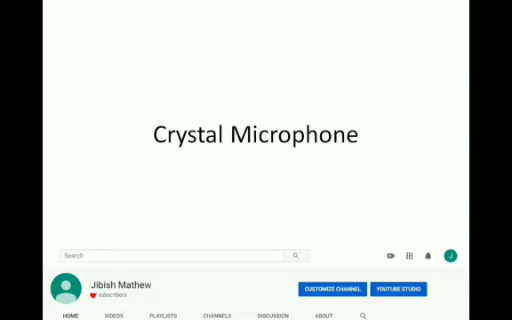 Crystal Microphone
Search
J
Jibish Mathew
subscribers
CUSTOMIZE CHANNEL
YOUTUBE STUDIO
HOME VIDEOS PLAYLISTS CHANNELS DISCUSSION ABOUT